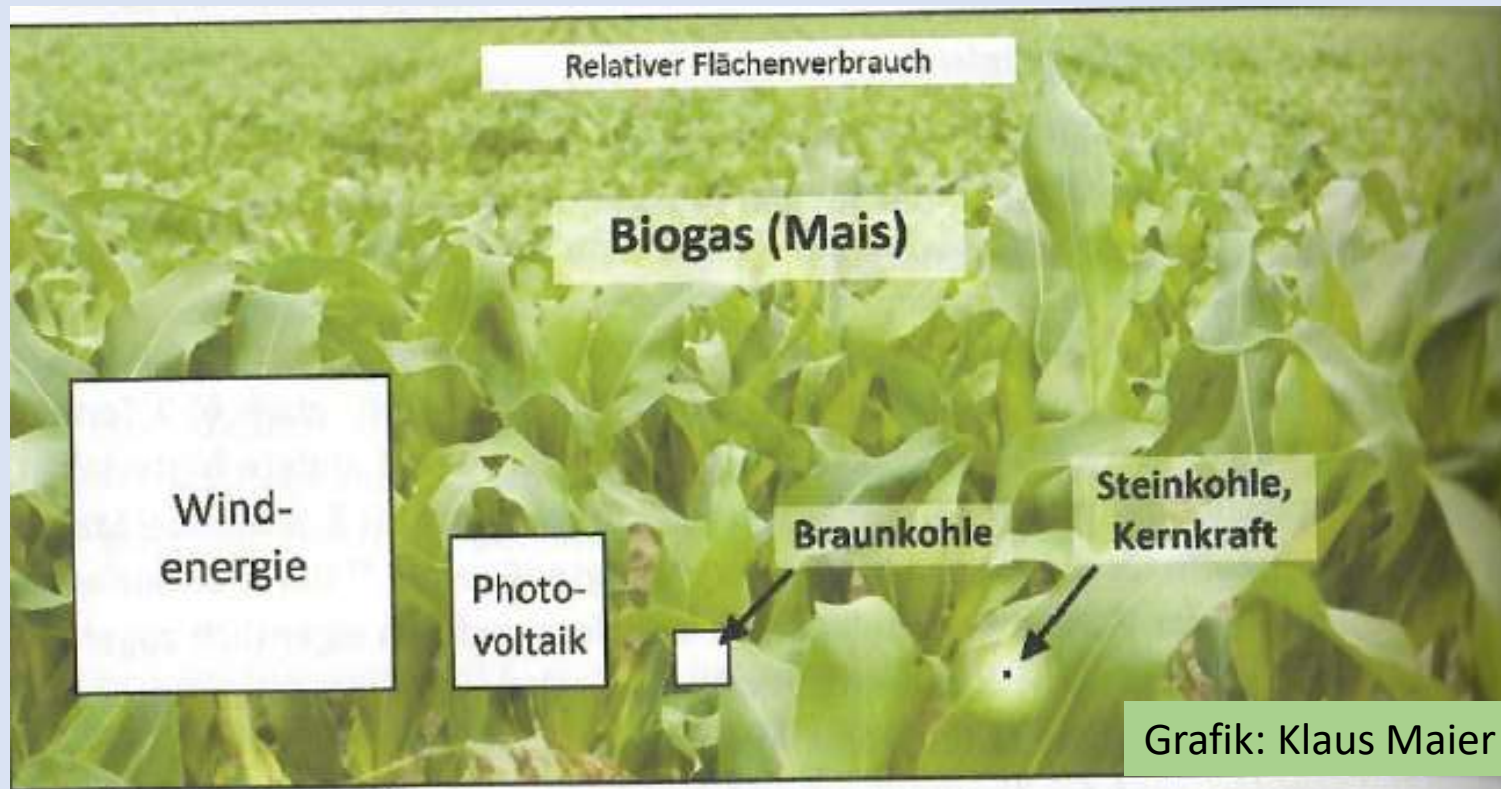 Relativer Flächenverbrauch
Biogas (Mais)
Wind-
energie
Photo-
voltaik
Braunkohle
Steinkohle,
Kernkraft
Grafik: Klaus Maier